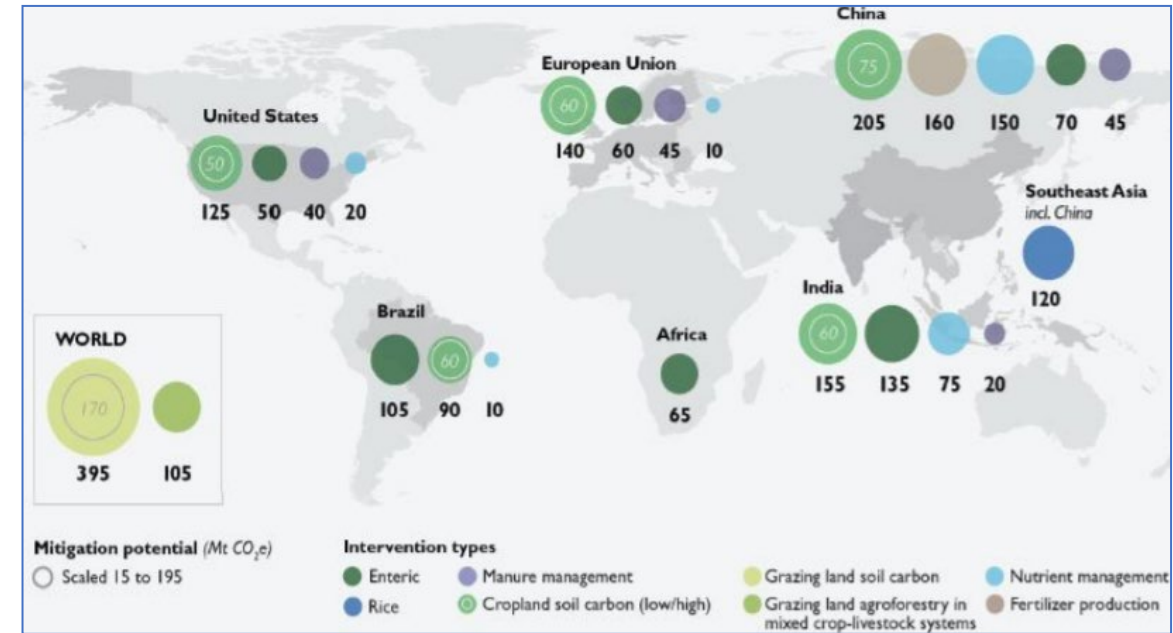 China
75
205 160 150 70 45
European Union
60
140 60 45 10
United States
50
125 50 40 20
Southeast Asia
incl. China
120
India
60
155 135 75 20
Brazil
60
105 90 10
Africa
65
WORLD
170
395 105
Mitigation potential (Mt CO₂e)
Scaled 15 to 195
Intervention types
Enteric
Rice
Manure management
Cropland soil carbon (low/high)
Grazing land soil carbon
Grazing land agroforestry in
mixed crop-livestock systems
Nutrient management
Fertilizer production